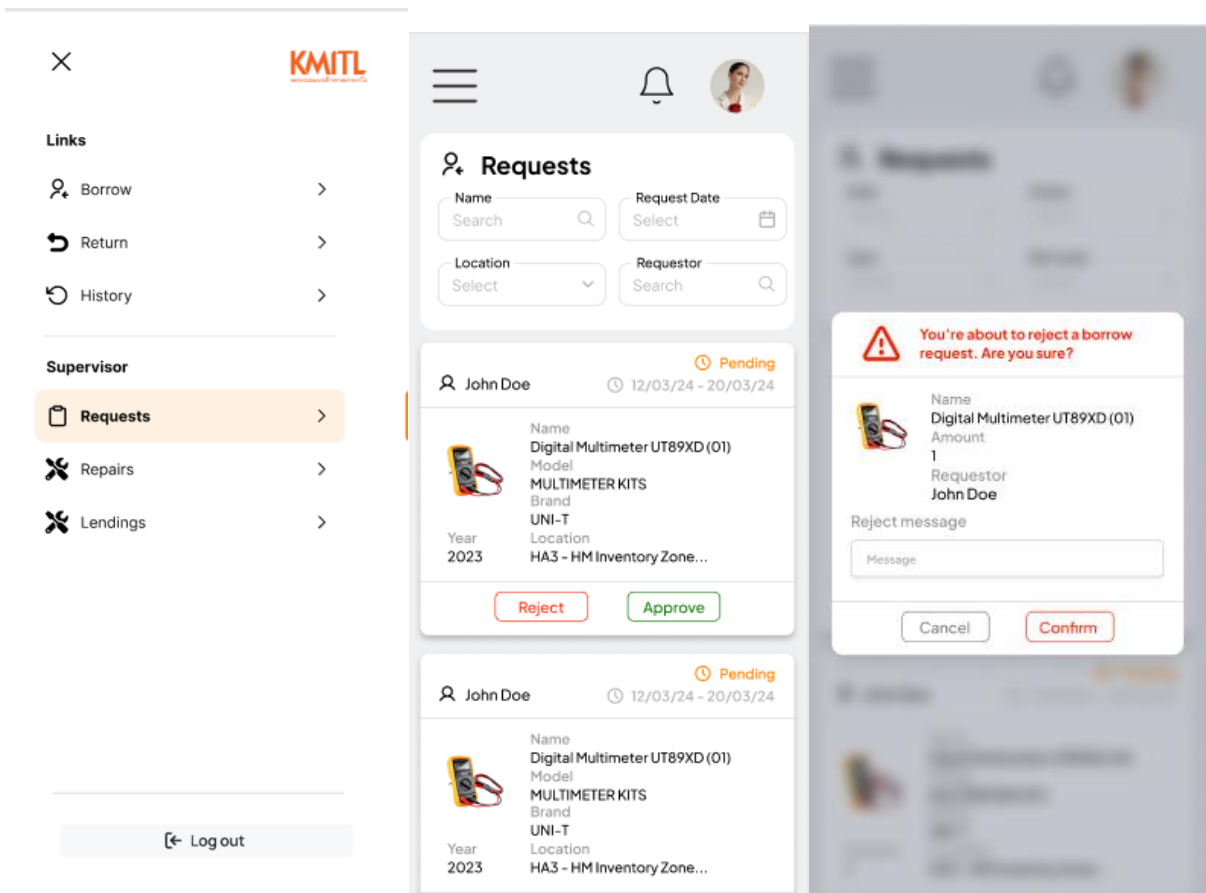 KMITL
Links
Borrow
Return
History
Supervisor
Requests
Repairs
Lendings
Log out
Requests
Name
Search
Request Date
Select
Location
Select
Requestor
Search
Pending
John Doe
12/03/24 - 20/03/24
Name
Digital Multimeter UT89XD (01)
Model
MULTIMETER KITS
Brand
UNI-T
Year
Location
2023
HA3 - HM Inventory Zone...
Reject
Approve
Pending
John Doe
12/03/24 - 20/03/24
Name
Digital Multimeter UT89XD (01)
Model
MULTIMETER KITS
Brand
UNI-T
Year
Location
2023
HA3 - HM Inventory Zone...
You're about to reject a borrow
request. Are you sure?
Name
Digital Multimeter UT89XD (01)
Amount
1
Requestor
John Doe
Reject message
Message
Cancel
Confirm